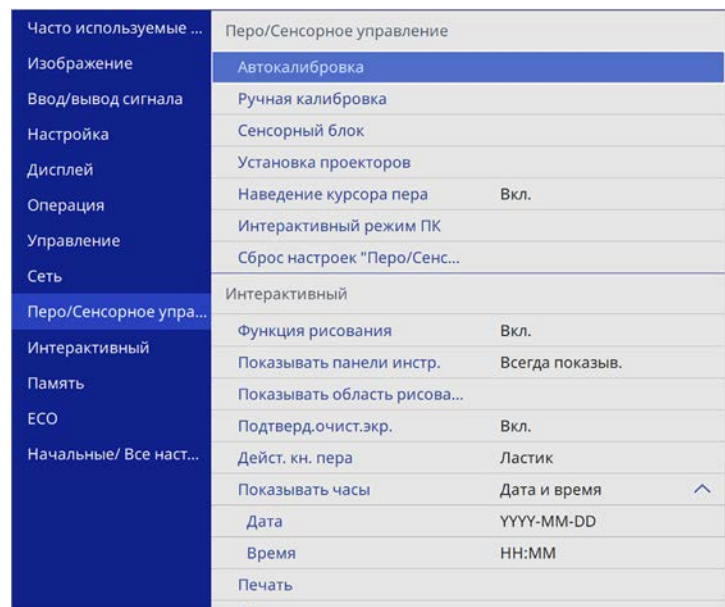 Часто используемые ...
Изображение
Ввод/вывод сигнала
Настройка
Дисплей
Операция
Управление
Сеть
Перо/Сенсорное упра...
Интерактивный
Память
ECO
Начальные/ Все наст...
Перо/Сенсорное управление
Автокалибровка
Ручная калибровка
Сенсорный блок
Установка проекторов
Наведение курсора пера Вкл.
Интерактивный режим ПК
Сброс настроек "Перо/Сенс...
Интерактивный
Функция рисования Вкл.
Показывать панели инстр. Всегда показыв.
Показывать область рисова...
Подтверд.очист.экр. Вкл.
Дейст. кн. пера Ластик
Показывать часы Дата и время
Дата YYYY-MM-DD
Время HH:MM
Печать